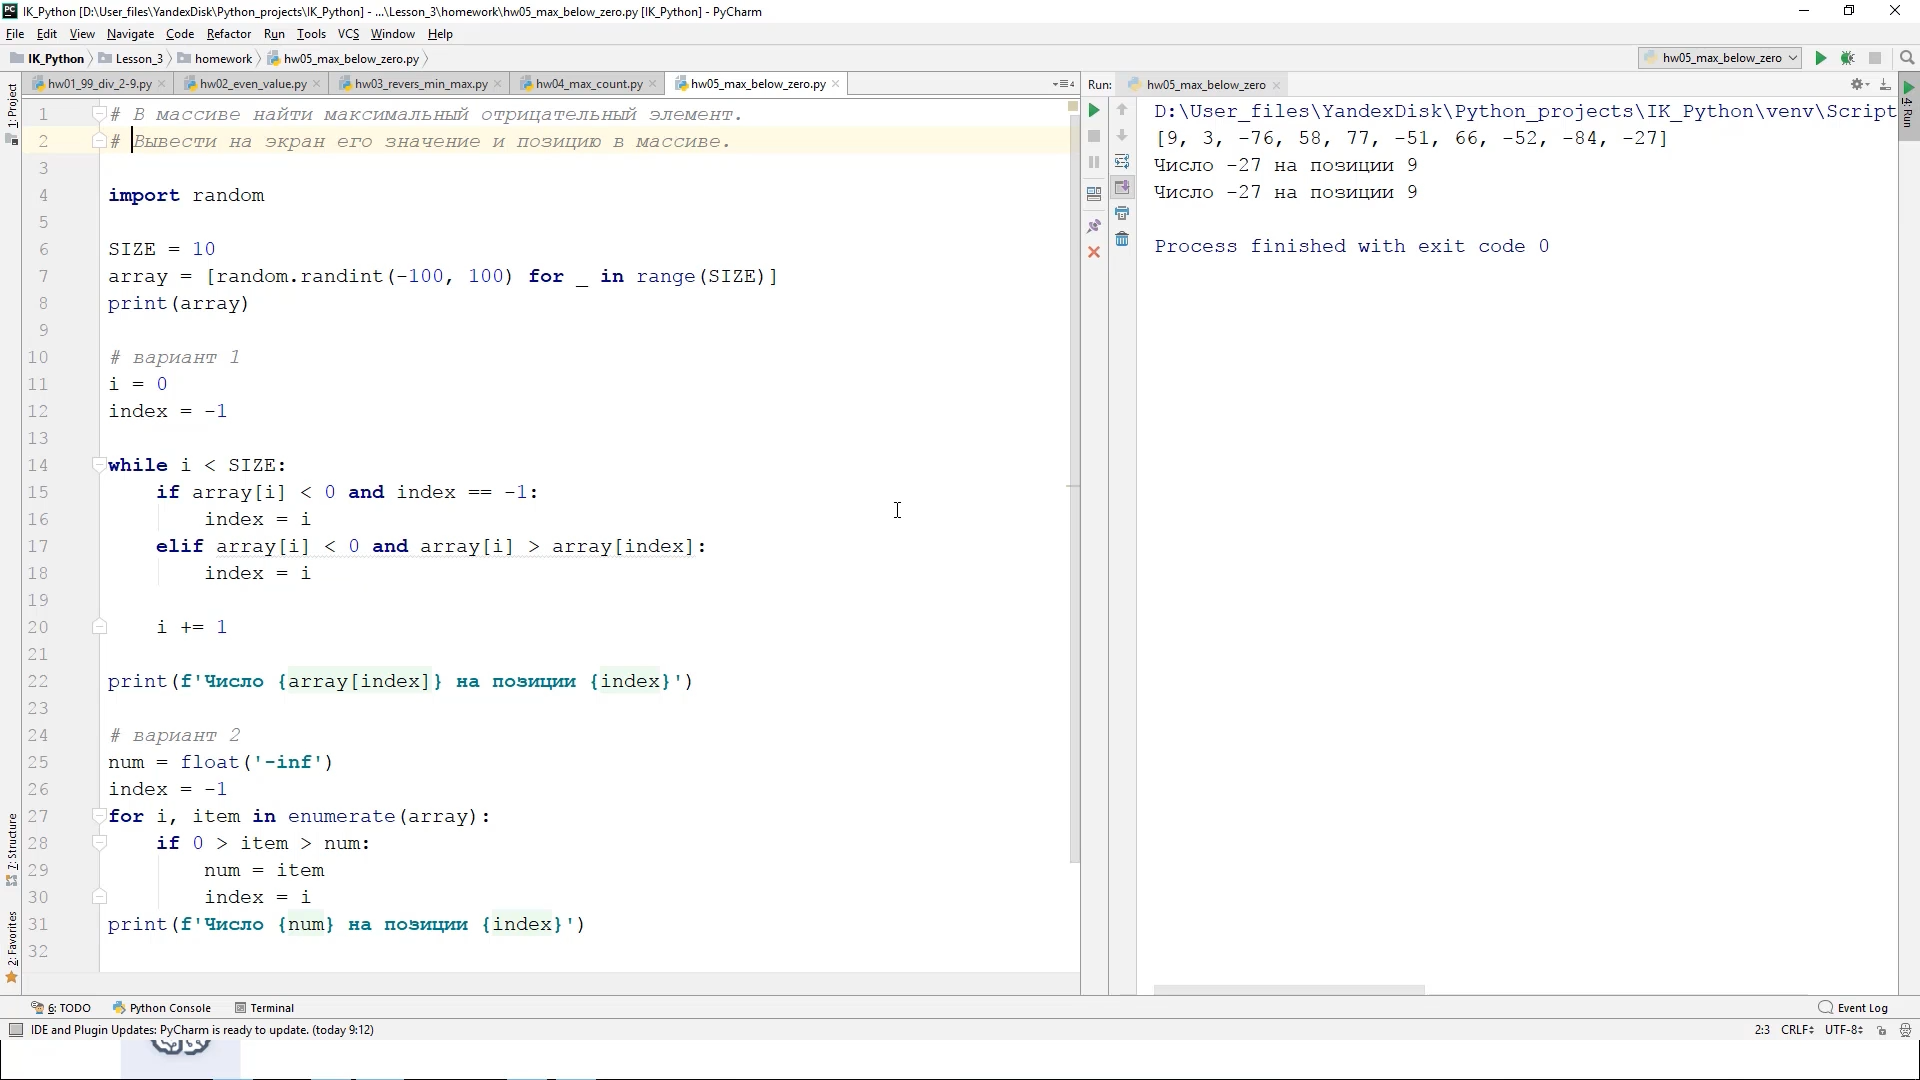 IK_Python [D:\User_files\YandexDisk\Python_projects\IK_Python] - ...\Lesson_3\homework\hw05_max_below_zero.py [IK_Python] - PyCharm
File Edit View Navigate Code Refactor Run Tools VCS Window Help
IK_Python Lesson_3 homework hw05_max_below_zero.py hw05_max_below_zero
hw01_99_div_2-9.py hw02_even_value.py hw03_revers_min_max.py hw04_max_count.py hw05_max_below_zero.py
1 # В массиве найти максимальный отрицательный элемент.
2 # Вывести на экран его значение и позицию в массиве.
3
4 import random
5
6 SIZE = 10
7 array = [random.randint(-100, 100) for _ in range(SIZE)]
8 print(array)
9
10 # вариант 1
11 i = 0
12 index = -1
13
14 while i < SIZE:
15 if array[i] < 0 and index == -1:
16 index = i
17 elif array[i] < 0 and array[i] > array[index]:
18 index = i
19
20 i += 1
21
22 print(f'Число {array[index]} на позиции {index}')
23
24 # вариант 2
25 num = float('-inf')
26 index = -1
27 for i, item in enumerate(array):
28 if 0 > item > num:
29 num = item
30 index = i
31 print(f'Число {num} на позиции {index}')
32
Run: hw05_max_below_zero
D:\User_files\YandexDisk\Python_projects\IK_Python\venv\Script
[9, 3, -76, 58, 77, -51, 66, -52, -84, -27]
Число -27 на позиции 9
Число -27 на позиции 9
Process finished with exit code 0
1: Project
7: Structure
2: Favorites
4: Run
6: TODO Python Console Terminal Event Log
IDE and Plugin Updates: PyCharm is ready to update. (today 9:12) 2:3 CRLF UTF-8